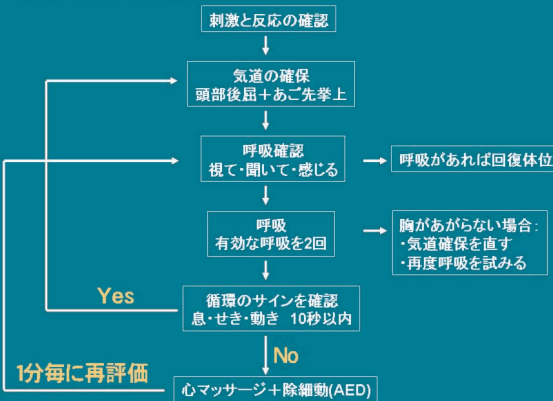 刺激と反応の確認
気道の確保
頭部後屈＋あご先挙上
呼吸確認
視て・聞いて・感じる
呼吸があれば回復体位
呼吸
有効な呼吸を2回
胸があがらない場合：
・気道確保を直す
・再度呼吸を試みる
Yes
循環のサインを確認
息・せき・動き 10秒以内
No
1分毎に再評価
心マッサージ＋除細動(AED)